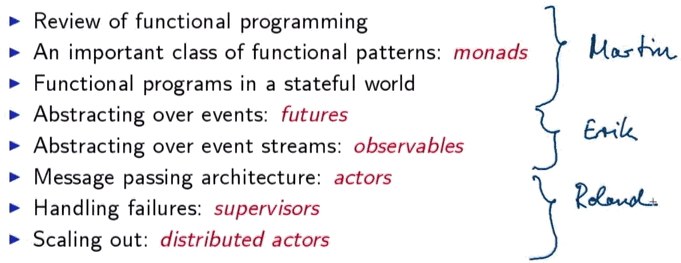 Review of functional programming
An important class of functional patterns: monads
Martin
Functional programs in a stateful world
Abstracting over events: futures
Erik
Abstracting over event streams: observables
Message passing architecture: actors
Roland
Handling failures: supervisors
Scaling out: distributed actors